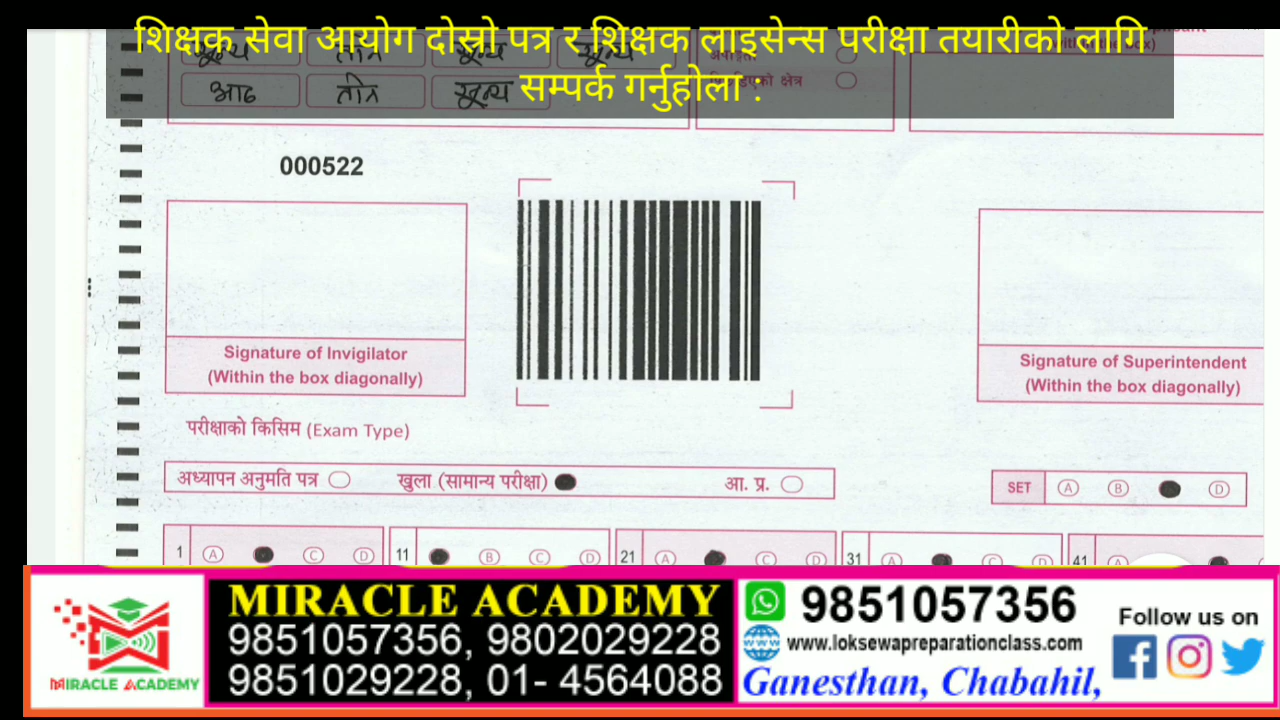 शिक्षक सेवा आयोग दोस्रो पत्र र शिक्षक लाइसेन्स परीक्षा तयारीको लागि
सम्पर्क गर्नुहोला :
शून्य तीन शून्य शून्य
आठ तीन शून्य
000522
Signature of Invigilator
(Within the box diagonally)
Signature of Superintendent
(Within the box diagonally)
परीक्षाको किसिम (Exam Type)
अध्यापन अनुमति पत्र खुला (सामान्य परीक्षा) आ. प्र.
SET A B D
1 A C D 11 B C D 21 A C D 31 A C D 41 A
MIRACLE ACADEMY
MIRACLE ACADEMY
9851057356, 9802029228
9851029228, 01- 4564088
9851057356
www.loksewapreparationclass.com
Ganesthan, Chabahil,
Follow us on